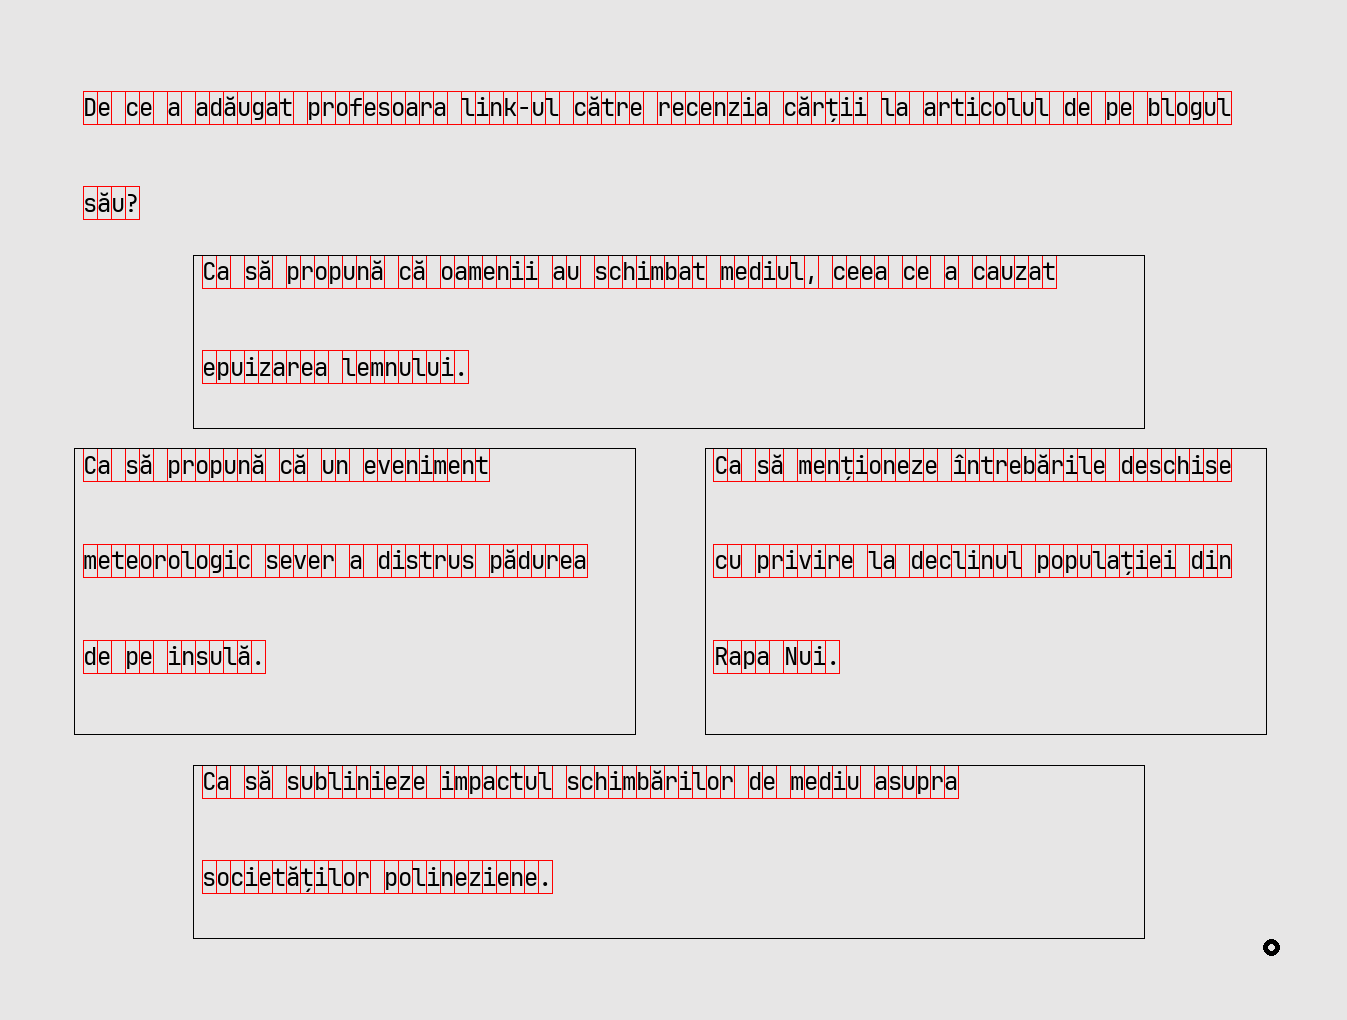 De ce a adăugat profesoara link-ul către recenzia cărții la articolul de pe blogul
său?
Ca să propună că oamenii au schimbat mediul, ceea ce a cauzat
epuizarea lemnului.
Ca să propună că un eveniment
meteorologic sever a distrus pădurea
de pe insulă.
Ca să menționeze întrebările deschise
cu privire la declinul populației din
Rapa Nui.
Ca să sublinieze impactul schimbărilor de mediu asupra
societăților polineziene.